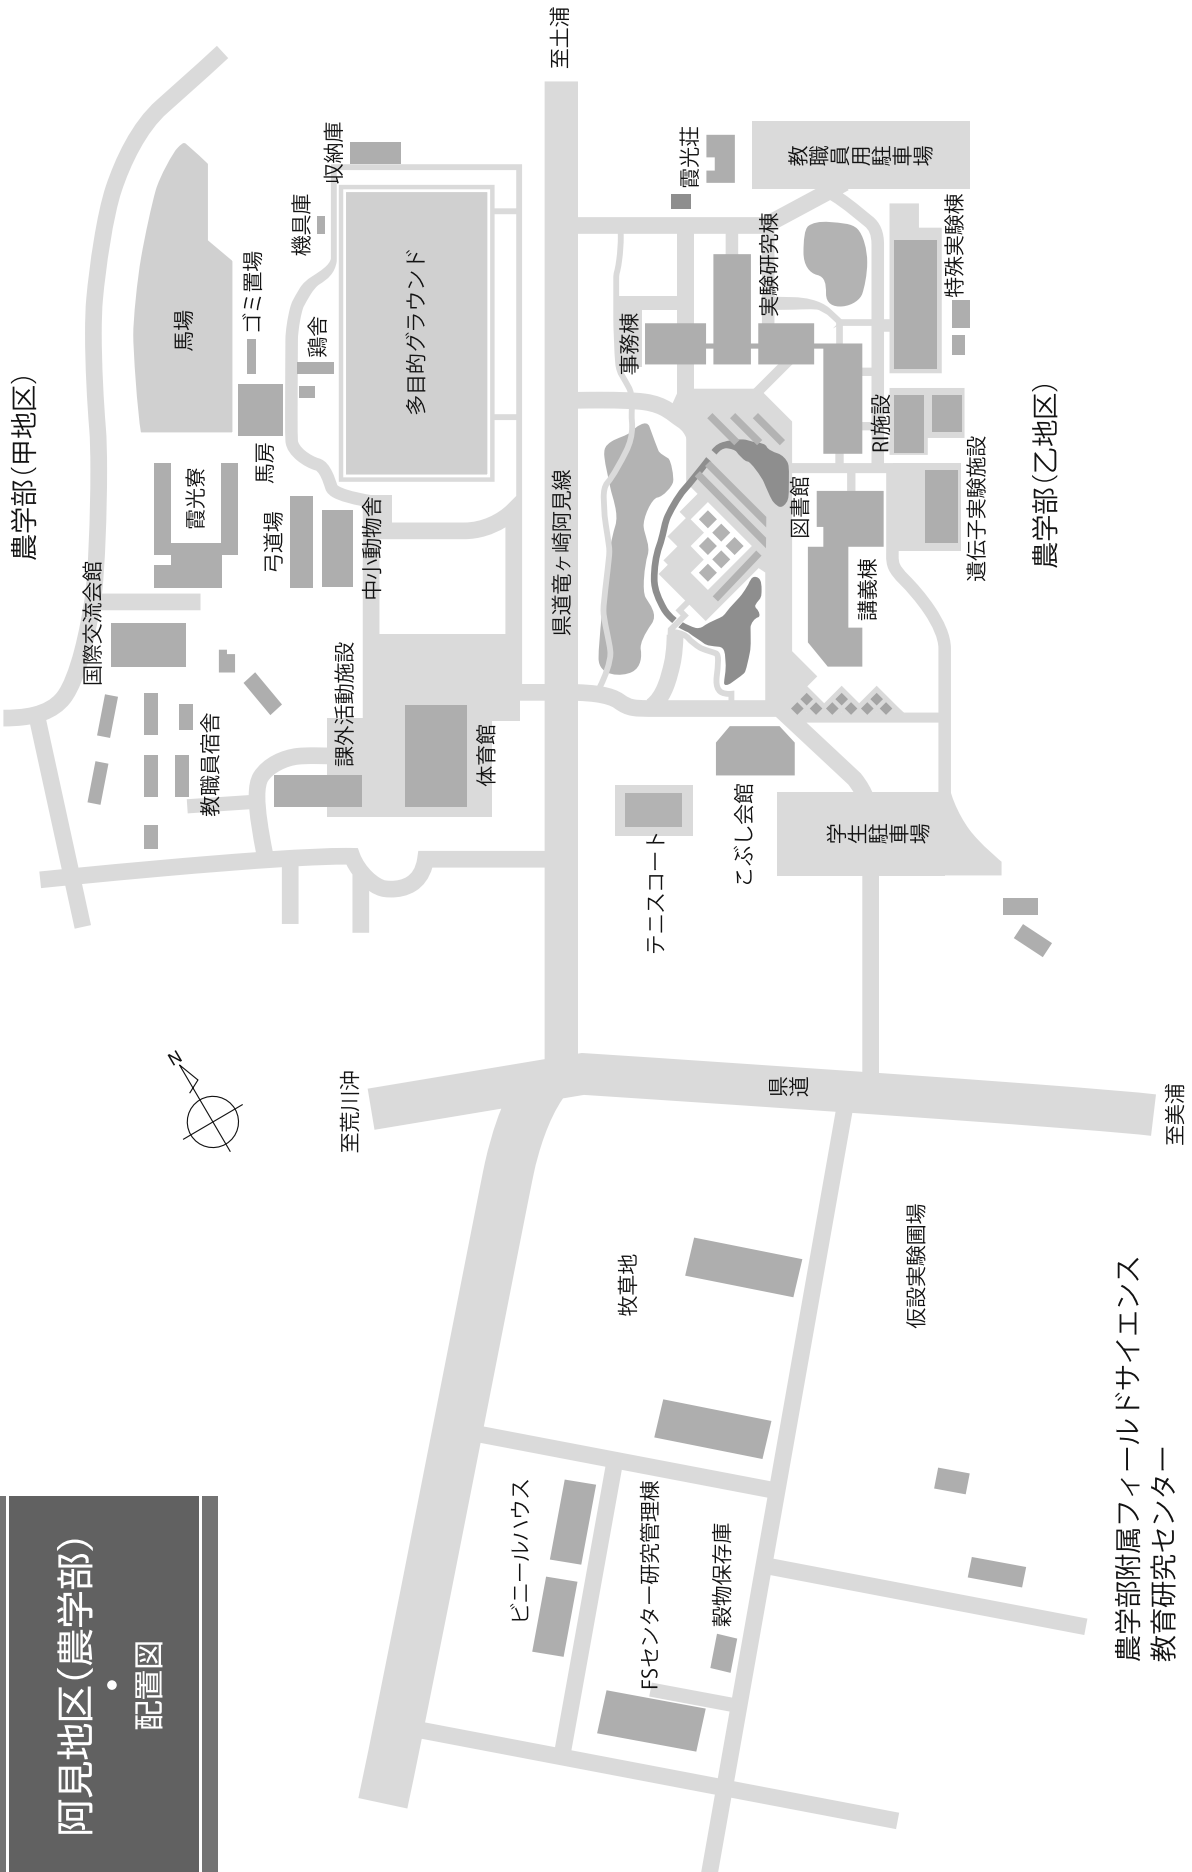 阿見地区(農学部)
・
配置図
農学部(甲地区)
国際交流会館
教職員宿舎
霞光寮
馬場
馬房
ゴミ置場
弓道場
鶏舎
機具庫
収納庫
中小動物舎
課外活動施設
多目的グラウンド
体育館
県道竜ヶ崎阿見線
至土浦
霞光荘
教職員用
駐車場
事務棟
実験研究棟
特殊実験棟
RI施設
図書館
講義棟
遺伝子実験施設
農学部(乙地区)
テニスコート
こぶし会館
学生
駐車場
N
至荒川沖
県道
至美浦
牧草地
仮設実験圃場
ビニールハウス
FSセンター研究管理棟
穀物保存庫
農学部附属フィールドサイエンス
教育研究センター